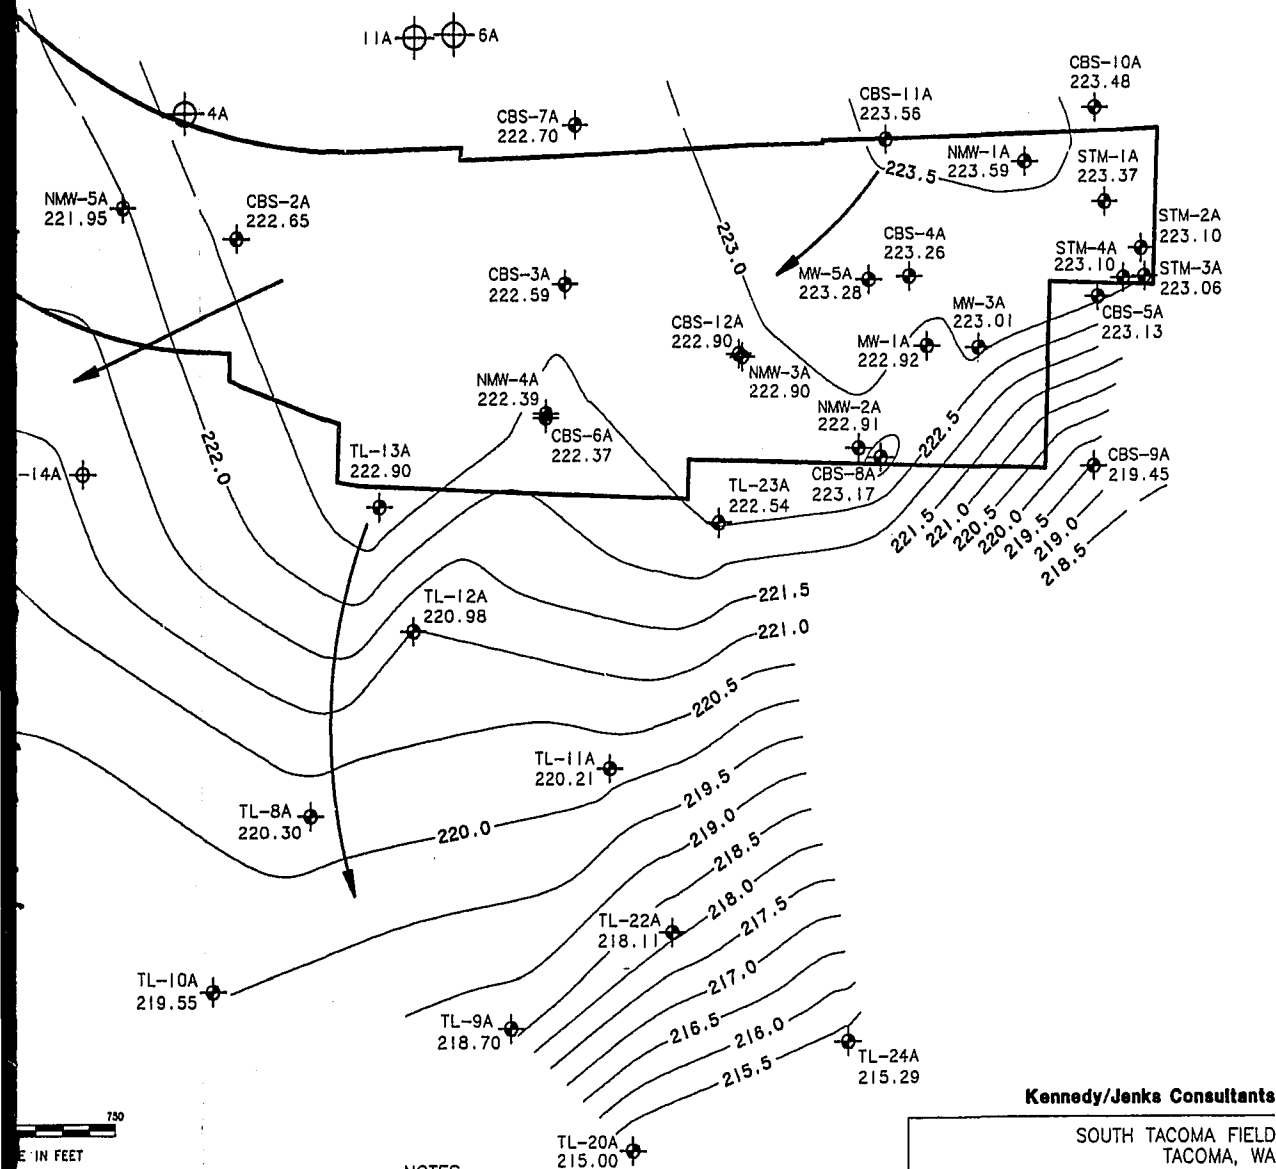 11A
6A
4A
CBS-7A
222.70
CBS-11A
223.56
CBS-10A
223.48
NMW-1A
223.59
STM-1A
223.37
223.5
NMW-5A
221.95
CBS-2A
222.65
STM-2A
223.10
CBS-4A
223.26
STM-4A
223.10
STM-3A
223.06
223.0
MW-5A
223.28
CBS-3A
222.59
MW-3A
223.01
CBS-5A
223.13
CBS-12A
222.90
MW-1A
222.92
NMW-3A
222.90
NMW-4A
222.39
CBS-6A
222.37
NMW-2A
222.91
222.5
222.0
TL-13A
222.90
-14A
CBS-8A
223.17
CBS-9A
219.45
TL-23A
222.54
221.5
221.0
220.5
220.0
219.5
219.0
218.5
TL-12A
220.98
221.5
221.0
220.5
TL-11A
220.21
TL-8A
220.30
220.0
219.5
219.0
218.5
218.0
217.5
TL-22A
218.11
217.0
216.5
216.0
215.5
TL-10A
219.55
TL-9A
218.70
TL-24A
215.29
TL-20A
215.00
750
E IN FEET
NOTES
Kennedy/Jenks Consultants
SOUTH TACOMA FIELD
TACOMA, WA